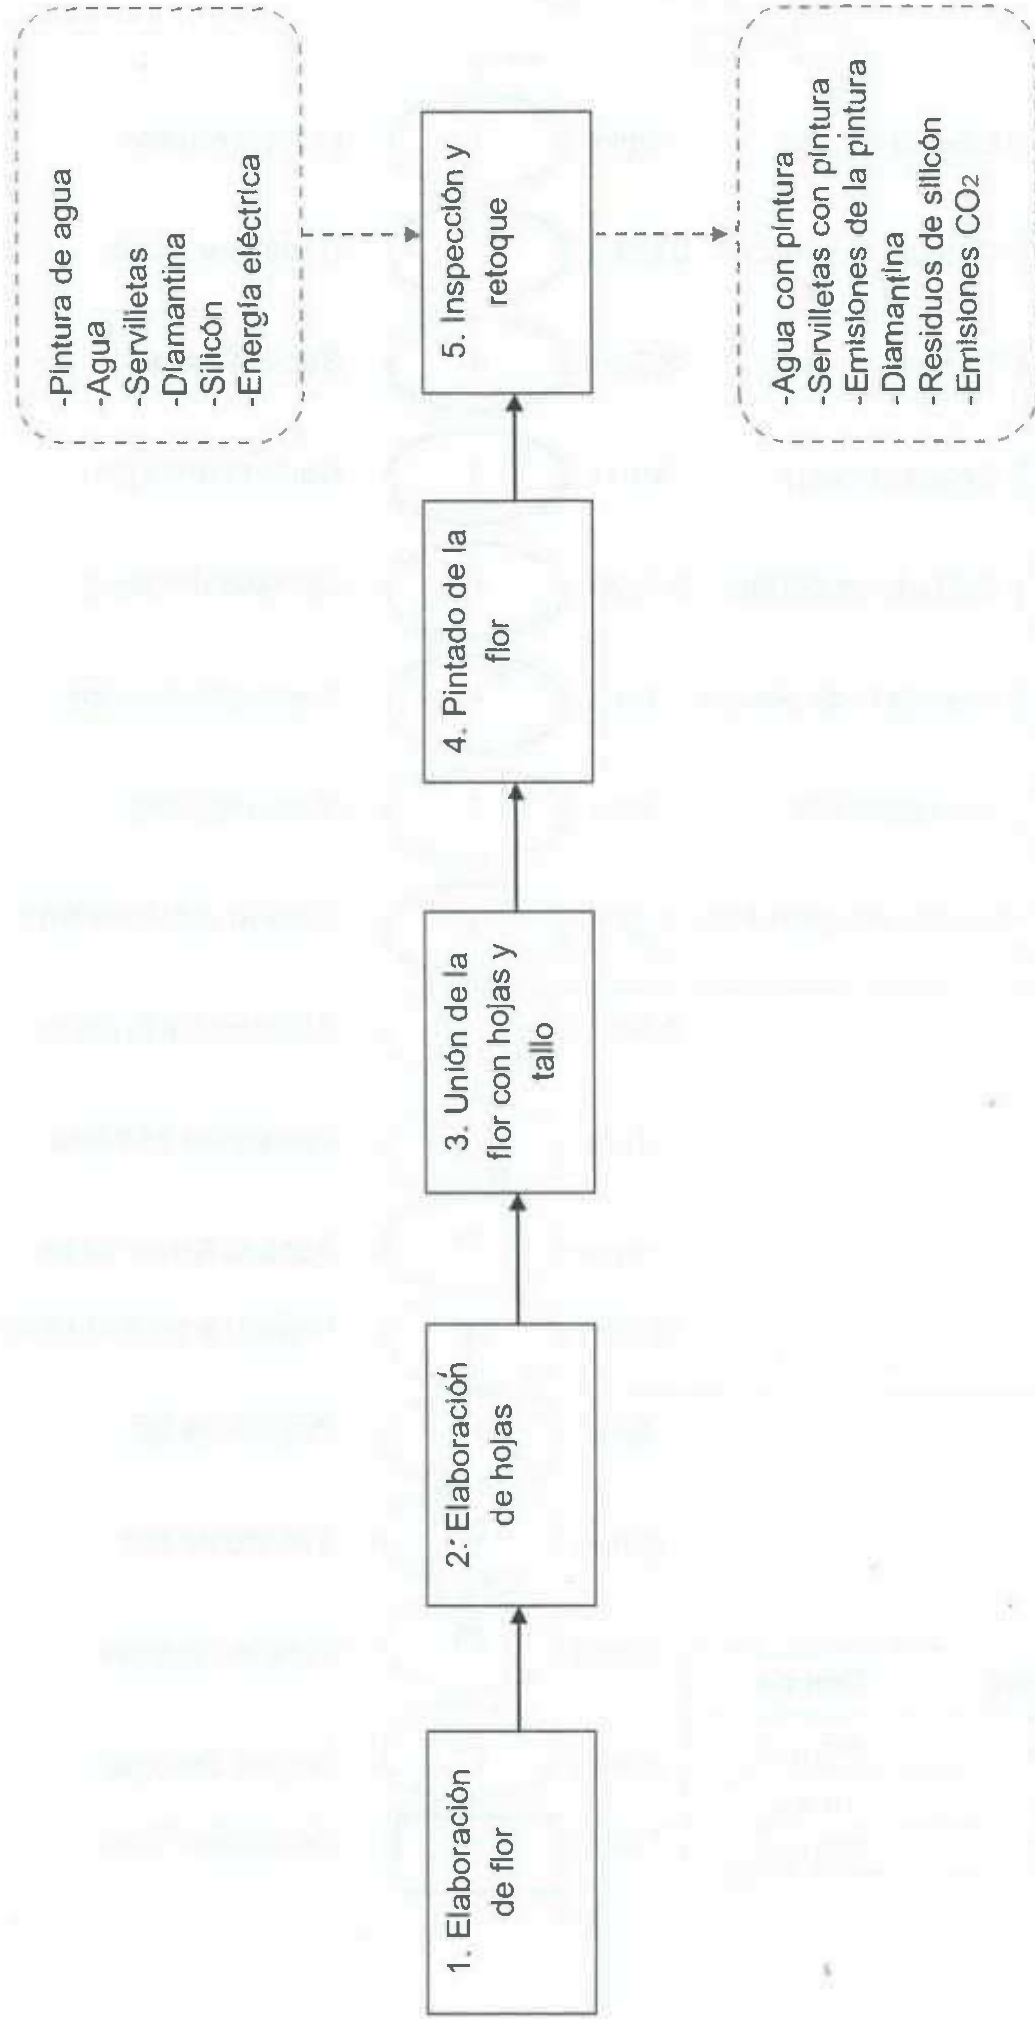 1. Elaboración
de flor
2. Elaboración
de hojas
3. Unión de la
flor con hojas y
tallo
4. Pintado de la
flor
5. Inspección y
retoque
-Pintura de agua
-Agua
-Servilletas
-Diamantina
-Silicón
-Energía eléctrica
-Agua con pintura
-Servilletas con pintura
-Emisiones de la pintura
-Diamantina
-Residuos de silicón
-Emisiones CO₂